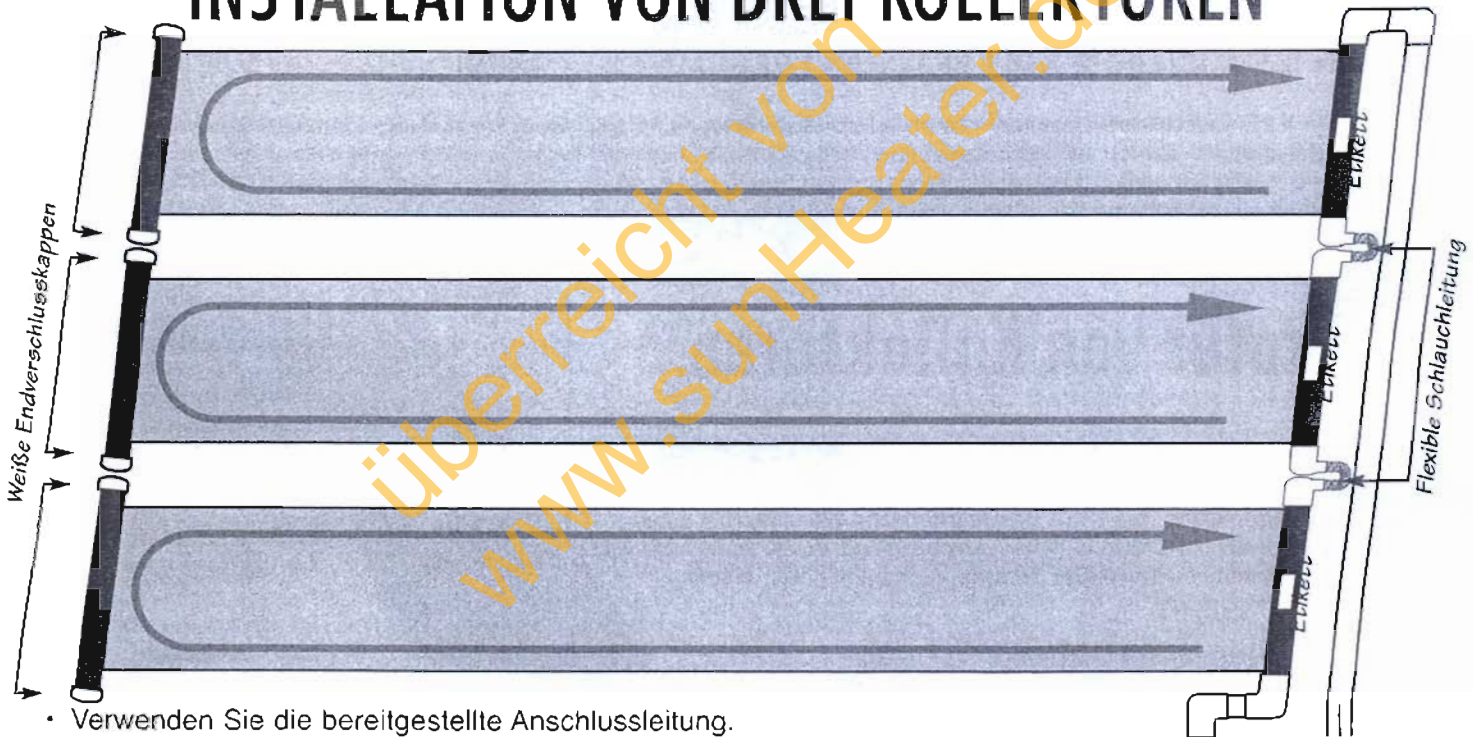 INSTALLATION VON DREI KOLLEKTOREN
Etikett
Weiße Endverschlusskappen
Etikett
Flexible Schlauchleitung
Etikett
überreicht von
www.sunHeater.de
• Verwenden Sie die bereitgestellte Anschlussleitung.